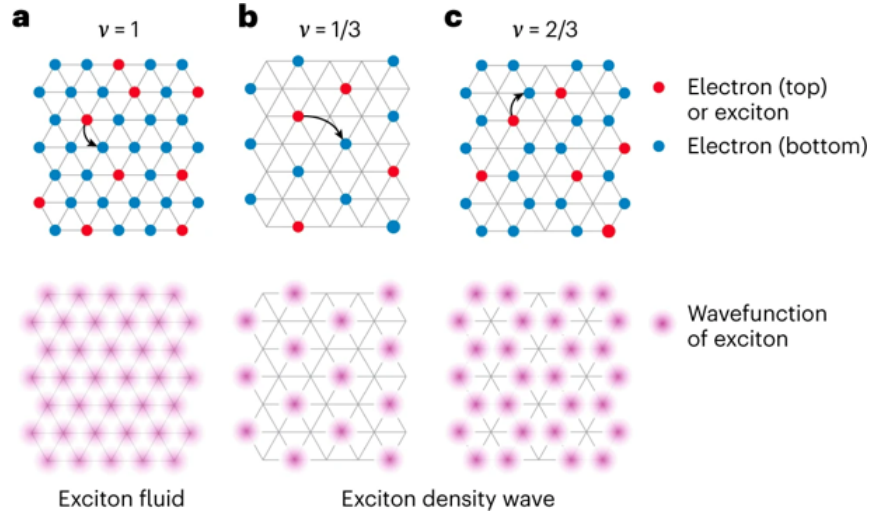 a
ν = 1
b
ν = 1/3
c
ν = 2/3
Electron (top)
or exciton
Electron (bottom)
Wavefunction
of exciton
Exciton fluid
Exciton density wave